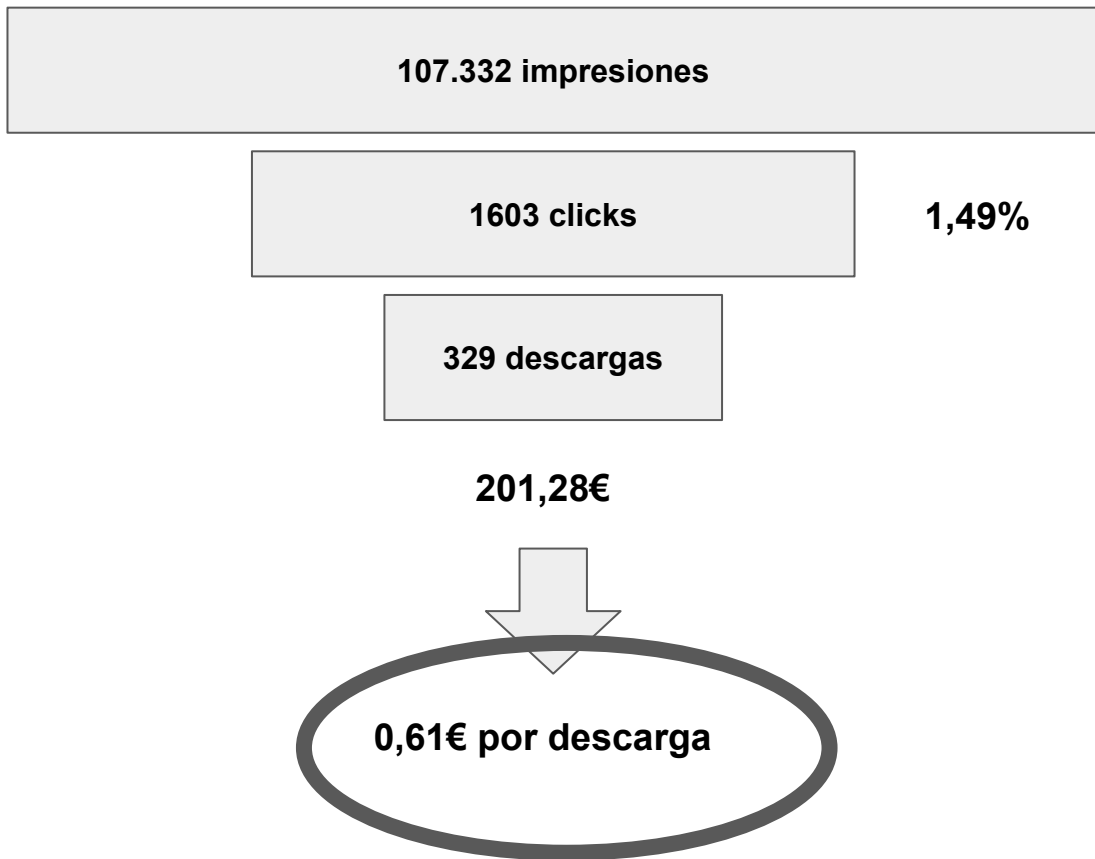 107.332 impresiones
1603 clicks
1,49%
329 descargas
201,28€
0,61€ por descarga